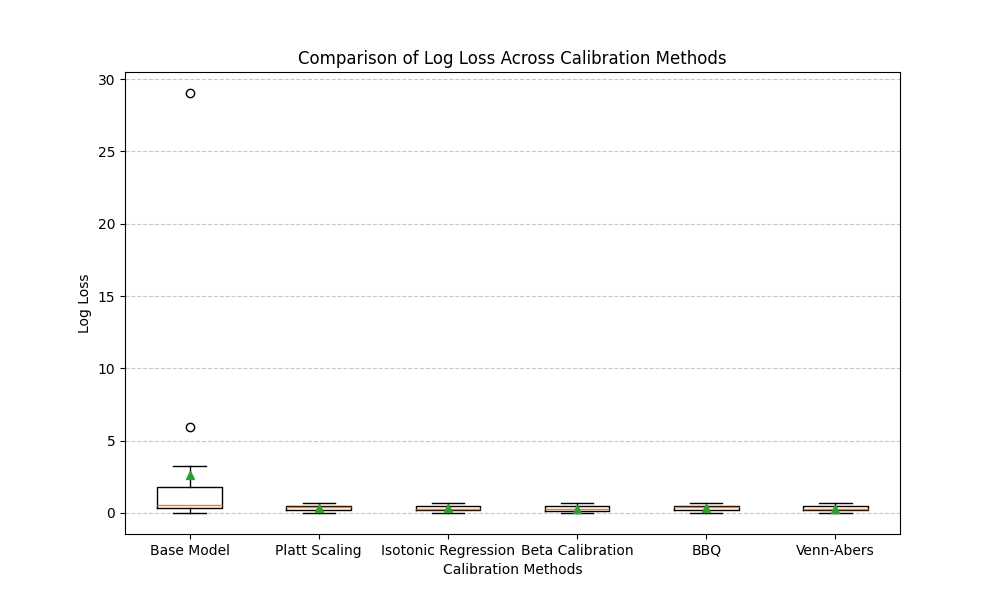 Comparison of Log Loss Across Calibration Methods
30
25
20
15
10
5
0
Log Loss
Base Model Platt Scaling Isotonic Regression Beta Calibration BBQ Venn-Abers
Calibration Methods